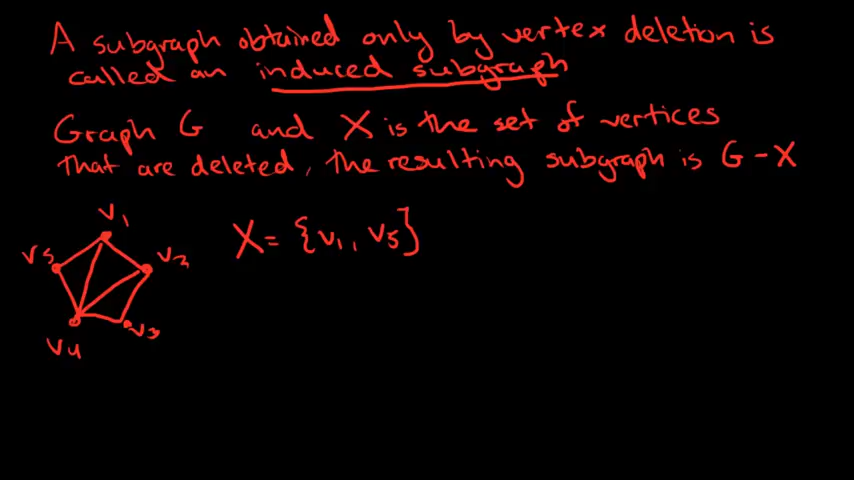 A subgraph obtained only by vertex deletion is
called an induced subgraph
Graph G and X is the set of vertices
that are deleted, the resulting subgraph is G - X
V1
X = {V1, V5}
V5
V2
V3
V4